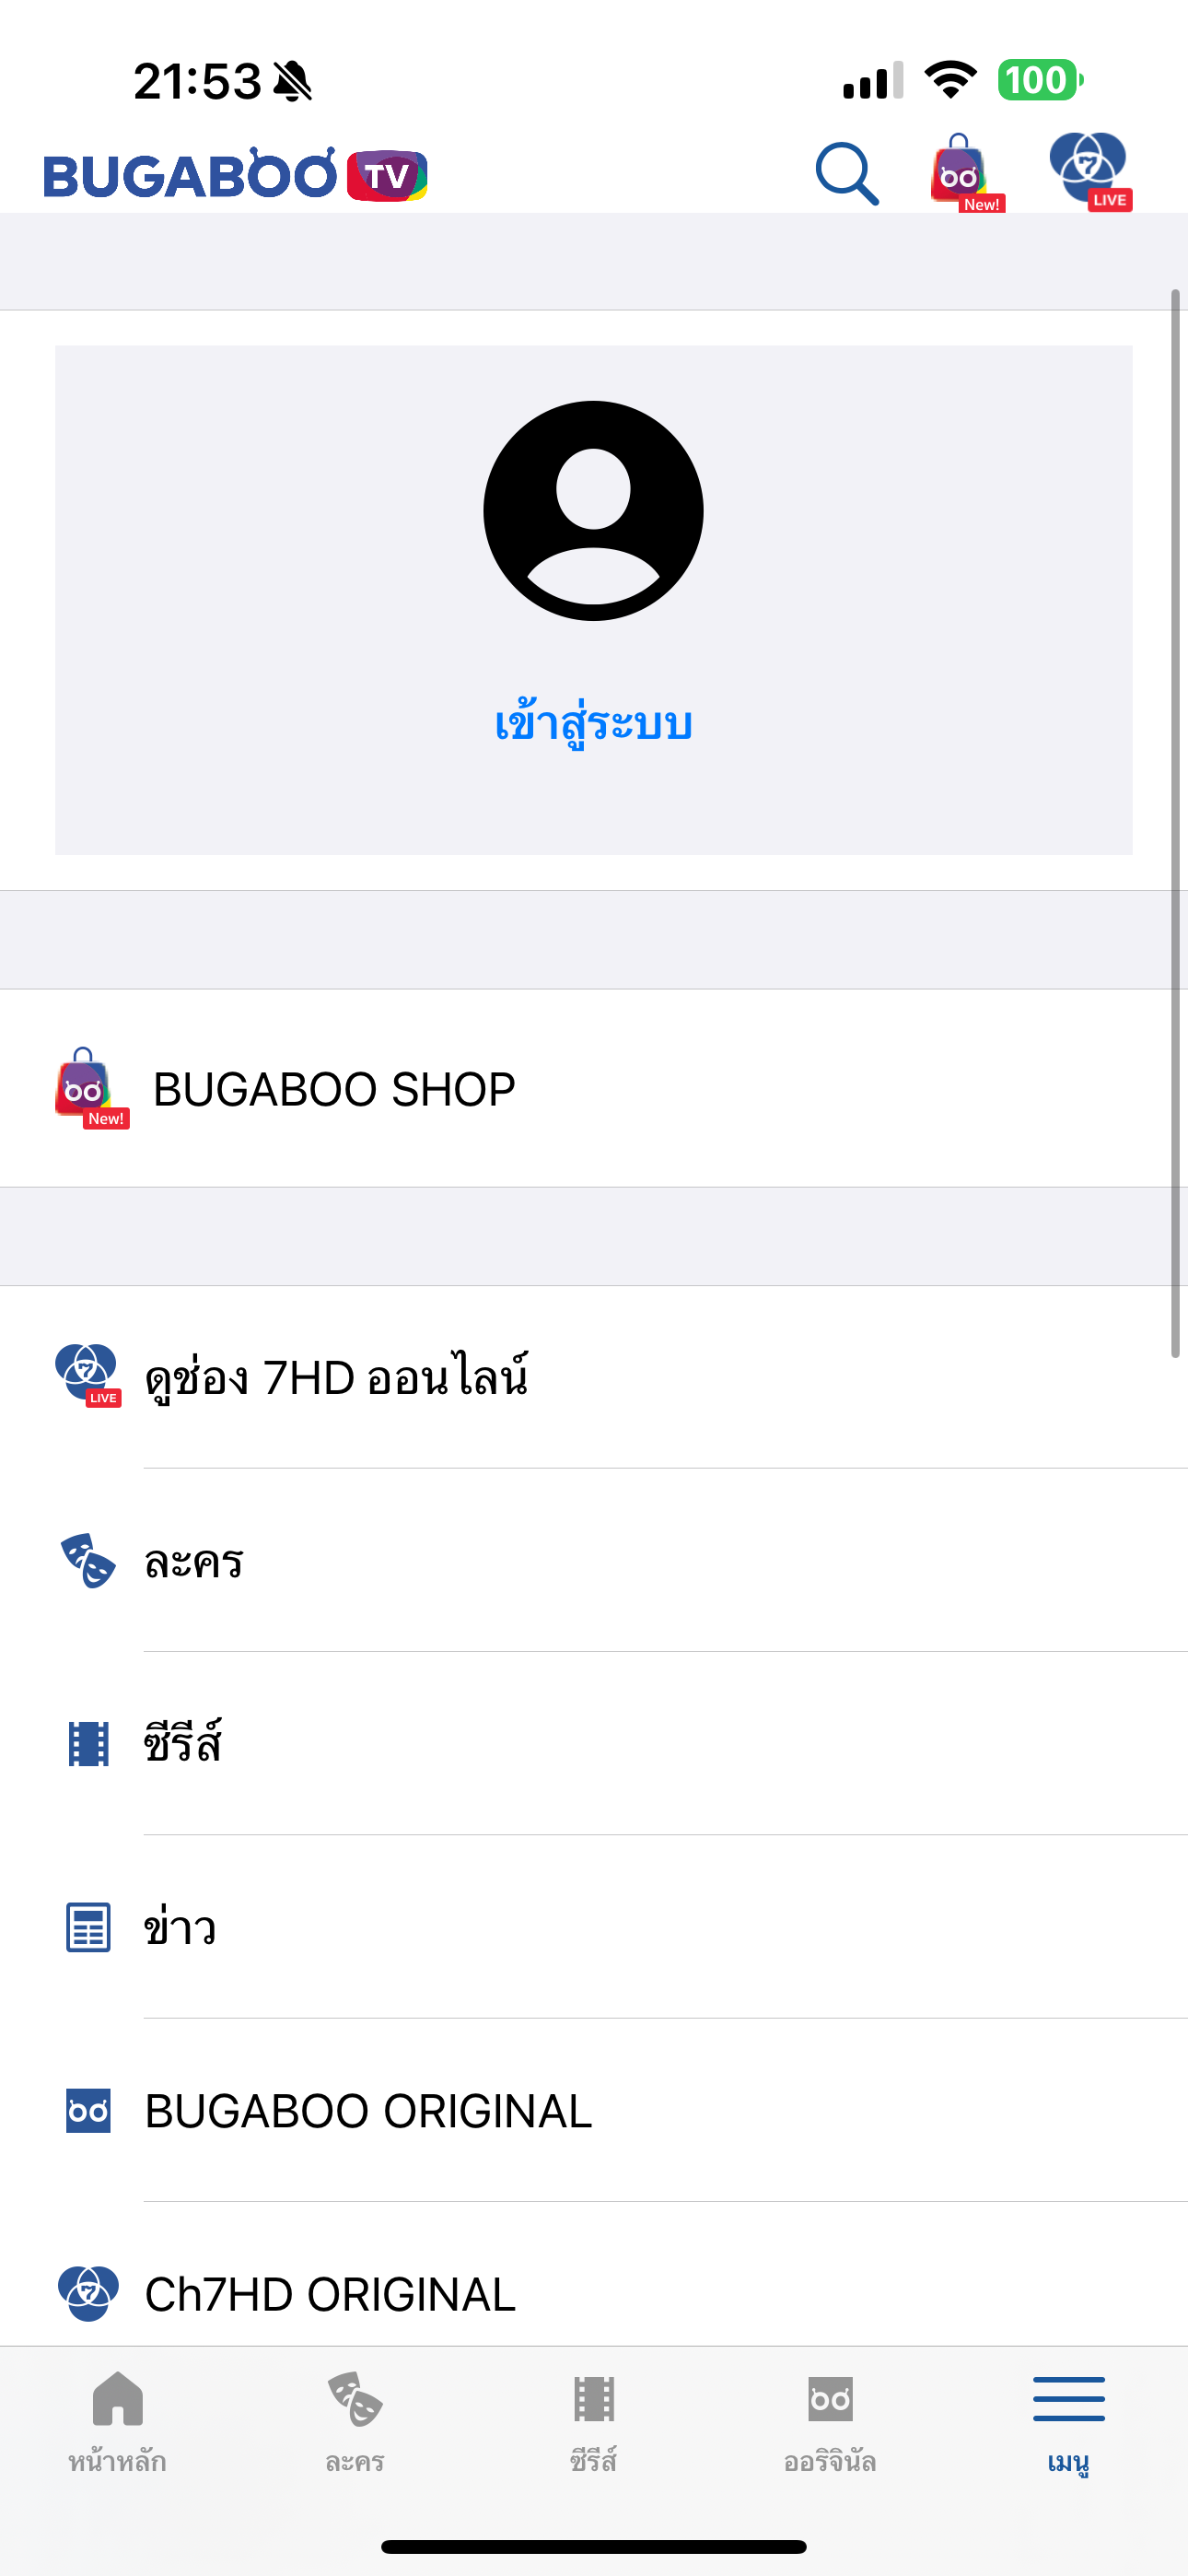 21:53
100
BUGABOO TV
New!
LIVE
เข้าสู่ระบบ
New!
BUGABOO SHOP
LIVE
ดูช่อง 7HD ออนไลน์
ละคร
ซีรีส์
ข่าว
BUGABOO ORIGINAL
Ch7HD ORIGINAL
หน้าหลัก
ละคร
ซีรีส์
ออริจินัล
เมนู